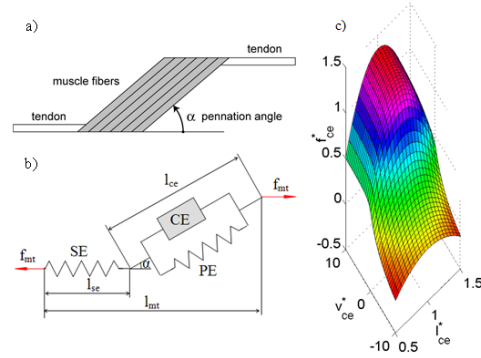 a)
tendon
muscle fibers
tendon
α pennation angle
b)
l_ce
f_mt
CE
SE
f_mt
α
PE
l_se
l_mt
c)
1.5
1
0.5
0
-0.5
f*_ce
10
0
-10
v*_ce
0.5
1
1.5
l*_ce